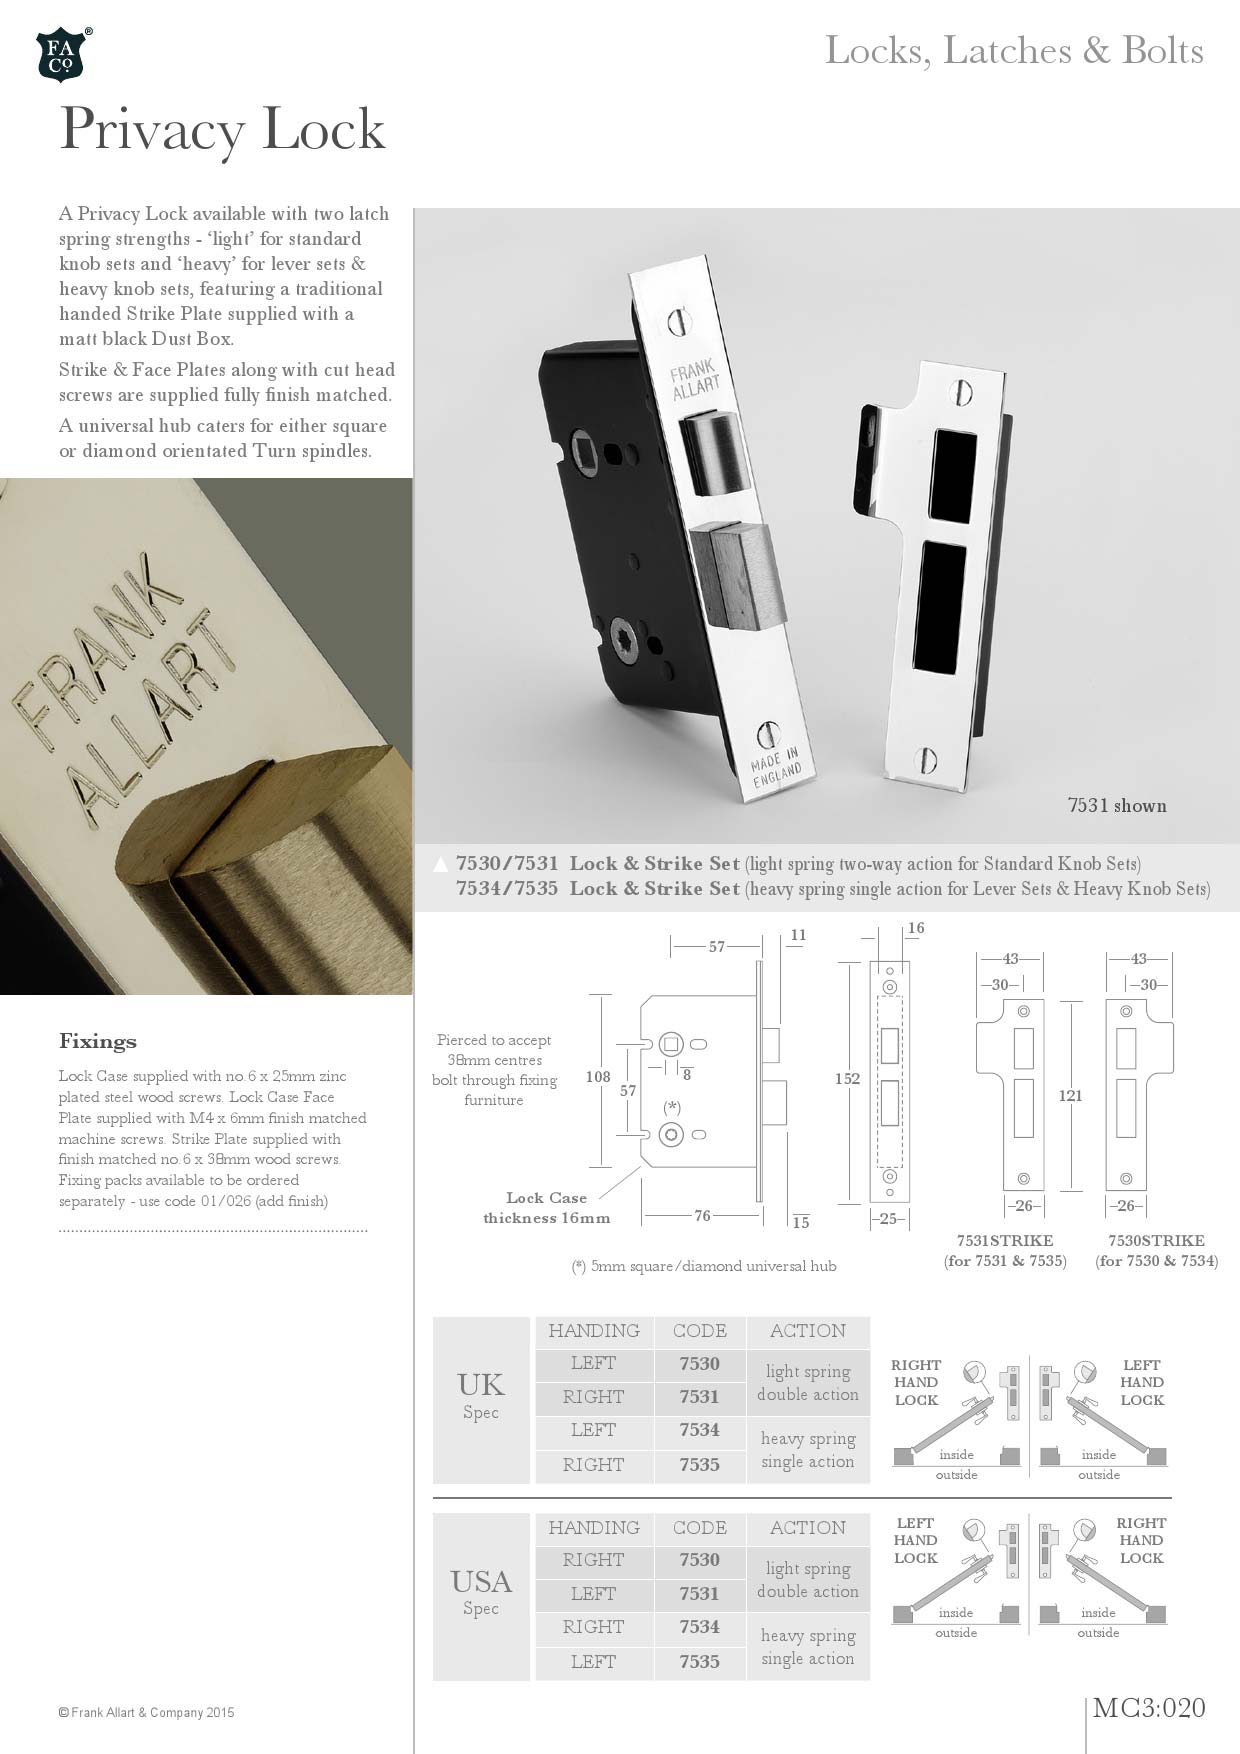 FA
Co.
®
Locks, Latches & Bolts
Privacy Lock
A Privacy Lock available with two latch
spring strengths - ‘light’ for standard
knob sets and ‘heavy’ for lever sets &
heavy knob sets, featuring a traditional
handed Strike Plate supplied with a
matt black Dust Box.
Strike & Face Plates along with cut head
screws are supplied fully finish matched.
A universal hub caters for either square
or diamond orientated Turn spindles.
FRANK
ALLART
FRANK
ALLART
MADE IN
ENGLAND
7531 shown
7530/7531 Lock & Strike Set (light spring two-way action for Standard Knob Sets)
7534/7535 Lock & Strike Set (heavy spring single action for Lever Sets & Heavy Knob Sets)
Fixings
Lock Case supplied with no. 6 x 25mm zinc
plated steel wood screws. Lock Case Face
Plate supplied with M4 x 6mm finish matched
machine screws. Strike Plate supplied with
finish matched no. 6 x 38mm wood screws.
Fixing packs available to be ordered
separately - use code 01/026 (add finish)
Pierced to accept
38mm centres
bolt through fixing
furniture
57
11
108
57
8
(*)
Lock Case
thickness 16mm
76
15
(*) 5mm square/diamond universal hub
16
152
25
43
30
121
26
7531STRIKE
(for 7531 & 7535)
43
30
26
7530STRIKE
(for 7530 & 7534)
UK
Spec
HANDING CODE ACTION
LEFT 7530
RIGHT 7531
light spring
double action
LEFT 7534
RIGHT 7535
heavy spring
single action
RIGHT
HAND
LOCK
inside
outside
LEFT
HAND
LOCK
inside
outside
USA
Spec
HANDING CODE ACTION
RIGHT 7530
LEFT 7531
light spring
double action
RIGHT 7534
LEFT 7535
heavy spring
single action
LEFT
HAND
LOCK
inside
outside
RIGHT
HAND
LOCK
inside
outside
© Frank Allart & Company 2015
MC3:020